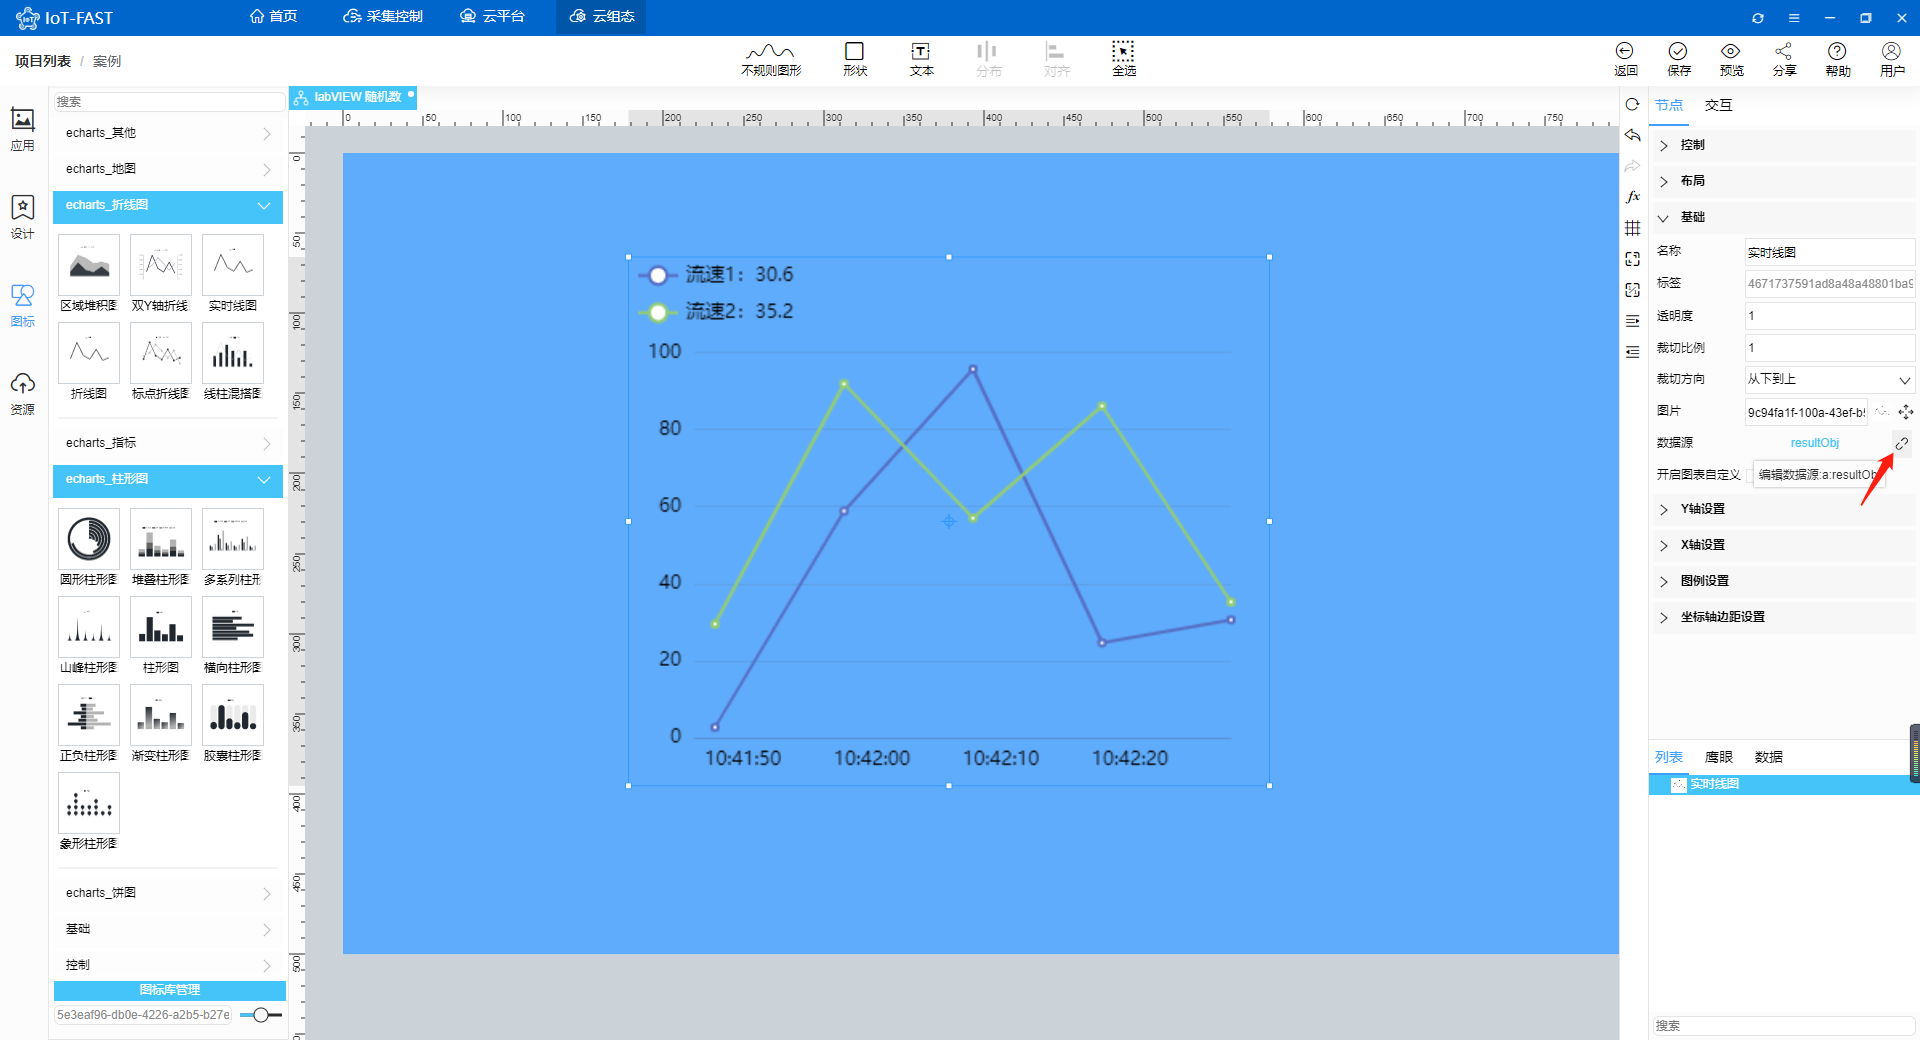 IoT-FAST
首页
采集控制
云平台
云组态
项目列表 / 案例
不规则图形
形状
文本
分布
对齐
全选
返回
保存
预览
分享
帮助
用户
应用
设计
图标
资源
搜索
echarts_其他
echarts_地图
echarts_折线图
区域堆积图
双Y轴折线
实时线图
折线图
标点折线图
线柱混搭图
echarts_指标
echarts_柱形图
圆形柱形图
堆叠柱形图
多系列柱形
山峰柱形图
柱形图
横向柱形图
正负柱形图
渐变柱形图
胶囊柱形图
象形柱形图
echarts_饼图
基础
控制
图标库管理
5e3eaf96-db0e-4226-a2b5-b27e
labVIEW 随机数
0 50 100 150 200 250 300 350 400 450 500 550 600 650 700 750
0
50
100
150
200
250
300
350
400
450
500
流速1：30.6
流速2：35.2
100
80
60
40
20
0
10:41:50 10:42:00 10:42:10 10:42:20
fx
节点 交互
控制
布局
基础
名称 实时线图
标签 4671737591ad8a48a48801ba9
透明度 1
裁切比例 1
裁切方向 从下到上
图片 9c94fa1f-100a-43ef-b5
数据源 resultObj
开启图表自定义 编辑数据源:a:resultOb
Y轴设置
X轴设置
图例设置
坐标轴边距设置
列表 鹰眼 数据
实时线图
搜索